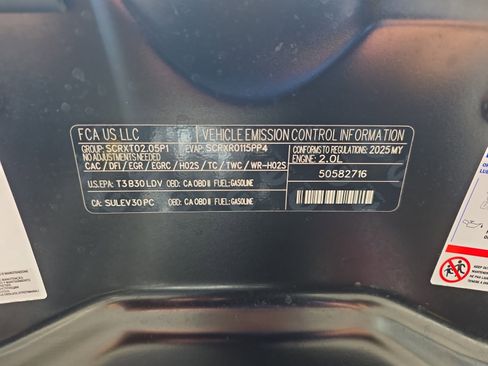 FCA US LLC VEHICLE EMISSION CONTROL INFORMATION
GROUP: SCRXT02.05P1 EVAP: SCRXR0115PP4
NO ADJUSTMENTS NEEDED
CAC / DFI / EGR / EGRC / HO2S / TC / TWC / WR-HO2S
CONFORMS TO REGULATIONS: 2025 MY
ENGINE: 2.0L
U.S.EPA: T3B30 LDV OBD: CA OBD II FUEL: GASOLINE
50582716
CA: SULEV30 PC OBD: CA OBD II FUEL: GASOLINE